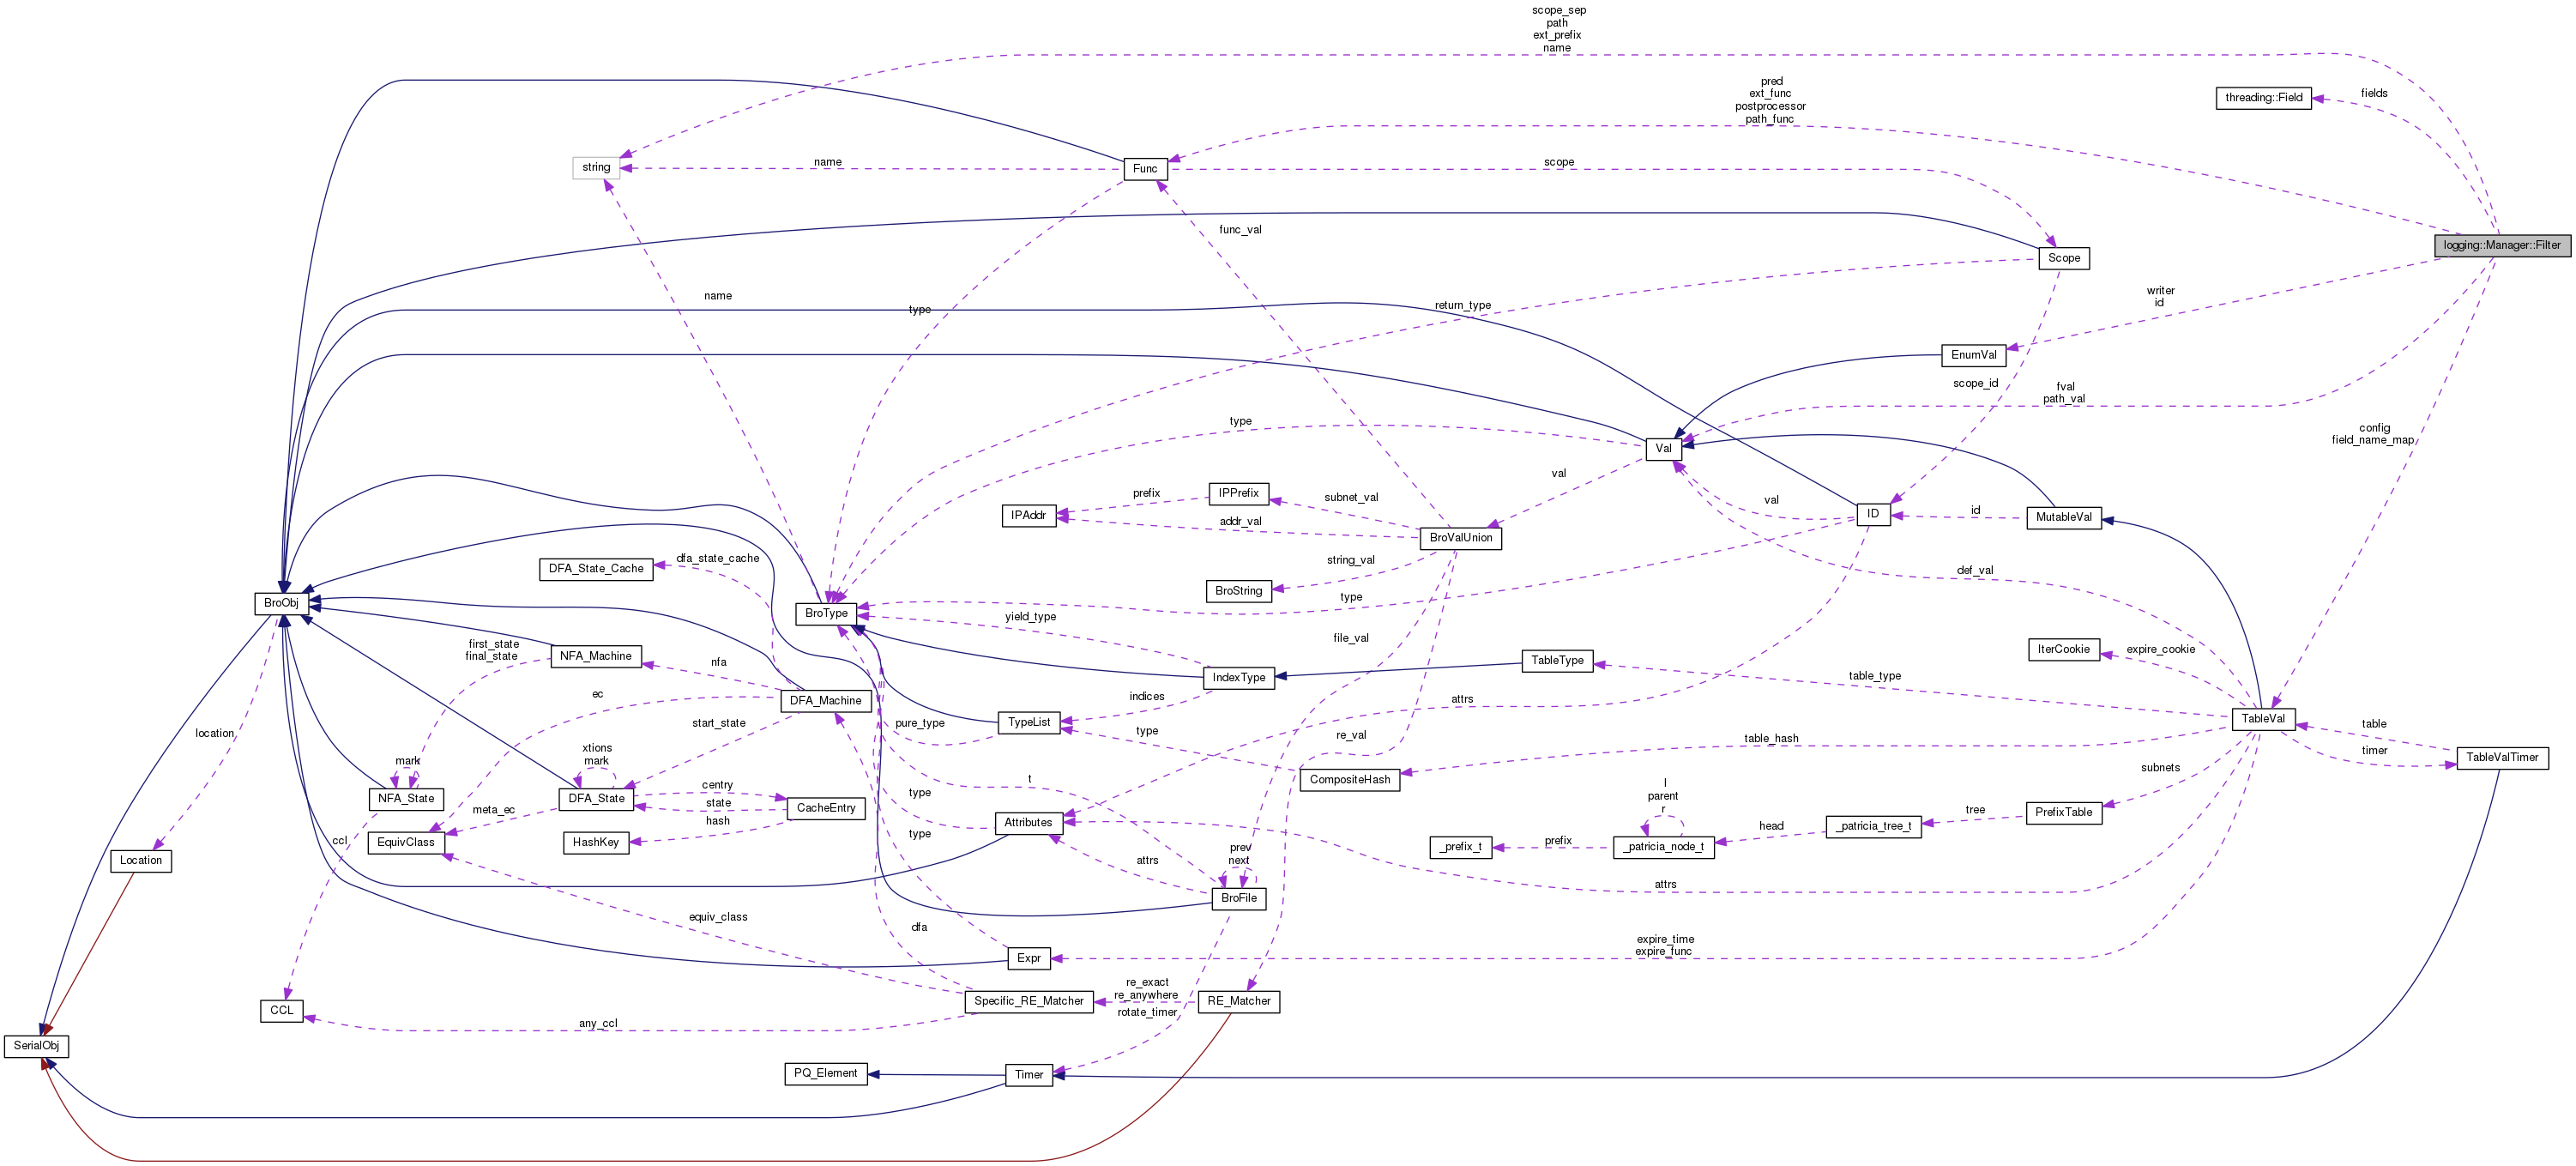 scope_sep
path
ext_prefix
name
pred
ext_func
postprocessor
path_func
threading::Field
fields
string
name
Func
scope
func_val
logging::Manager::Filter
Scope
name
type
return_type
writer
id
EnumVal
scope_id
fval
path_val
type
Val
config
field_name_map
val
prefix
IPPrefix
subnet_val
val
IPAddr
addr_val
ID
id
MutableVal
BroValUnion
dfa_state_cache
DFA_State_Cache
string_val
BroString
def_val
BroObj
BroType
yield_type
type
file_val
first_state
final_state
NFA_Machine
nfa
TableType
IterCookie
expire_cookie
IndexType
table_type
ec
DFA_Machine
indices
attrs
location
start_state
pure_type
TypeList
type
re_val
table_hash
TableVal
table
timer
TableValTimer
mark
xtions
mark
t
CompositeHash
subnets
NFA_State
DFA_State
centry
state
CacheEntry
type
l
parent
r
meta_ec
hash
Attributes
tree
PrefixTable
ccl
EquivClass
HashKey
type
_prefix_t
prefix
_patricia_node_t
head
_patricia_tree_t
Location
attrs
prev
next
BroFile
attrs
equiv_class
dfa
Expr
expire_time
expire_func
CCL
any_ccl
Specific_RE_Matcher
re_exact
re_anywhere
rotate_timer
RE_Matcher
SerialObj
PQ_Element
Timer